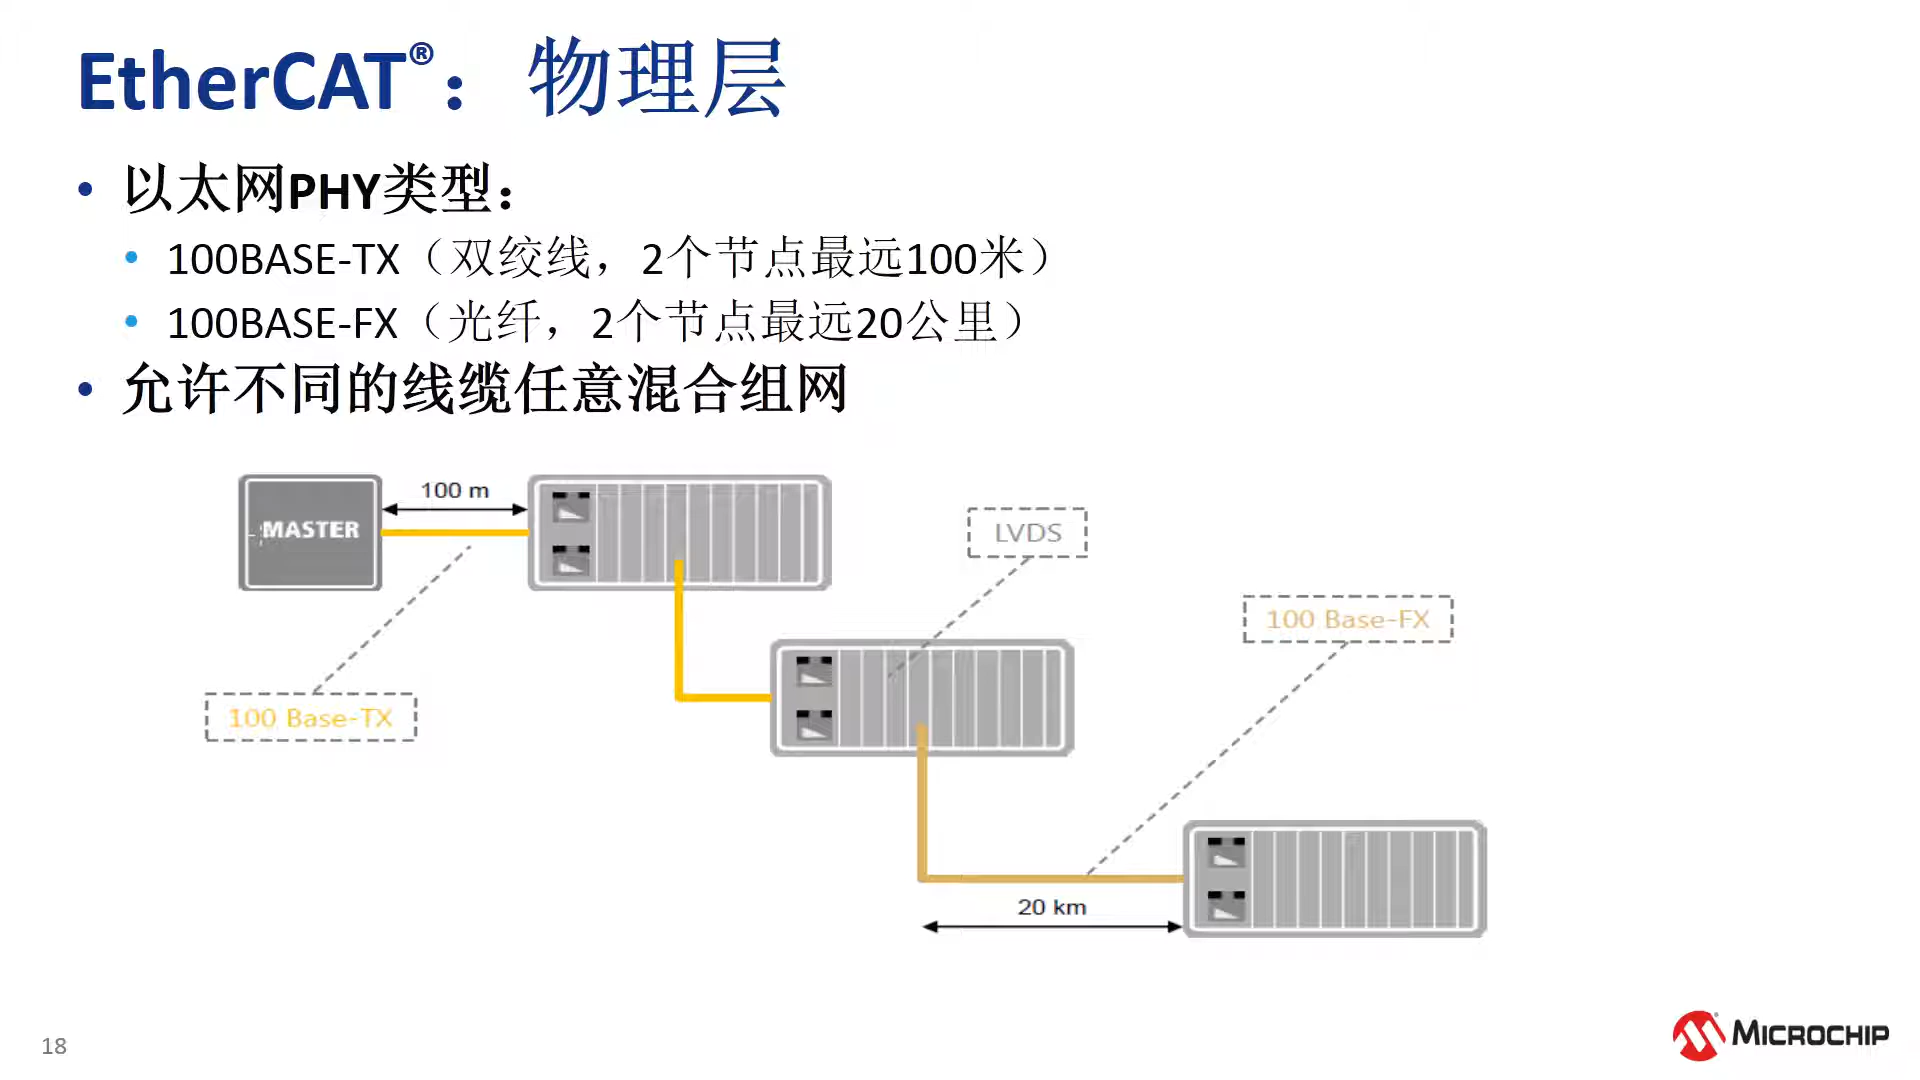 EtherCAT®： 物理层
• 以太网PHY类型：
• 100BASE-TX（双绞线，2个节点最远100米）
• 100BASE-FX（光纤，2个节点最远20公里）
• 允许不同的线缆任意混合组网
100 m
MASTER
LVDS
100 Base-FX
100 Base-TX
20 km
18
MICROCHIP